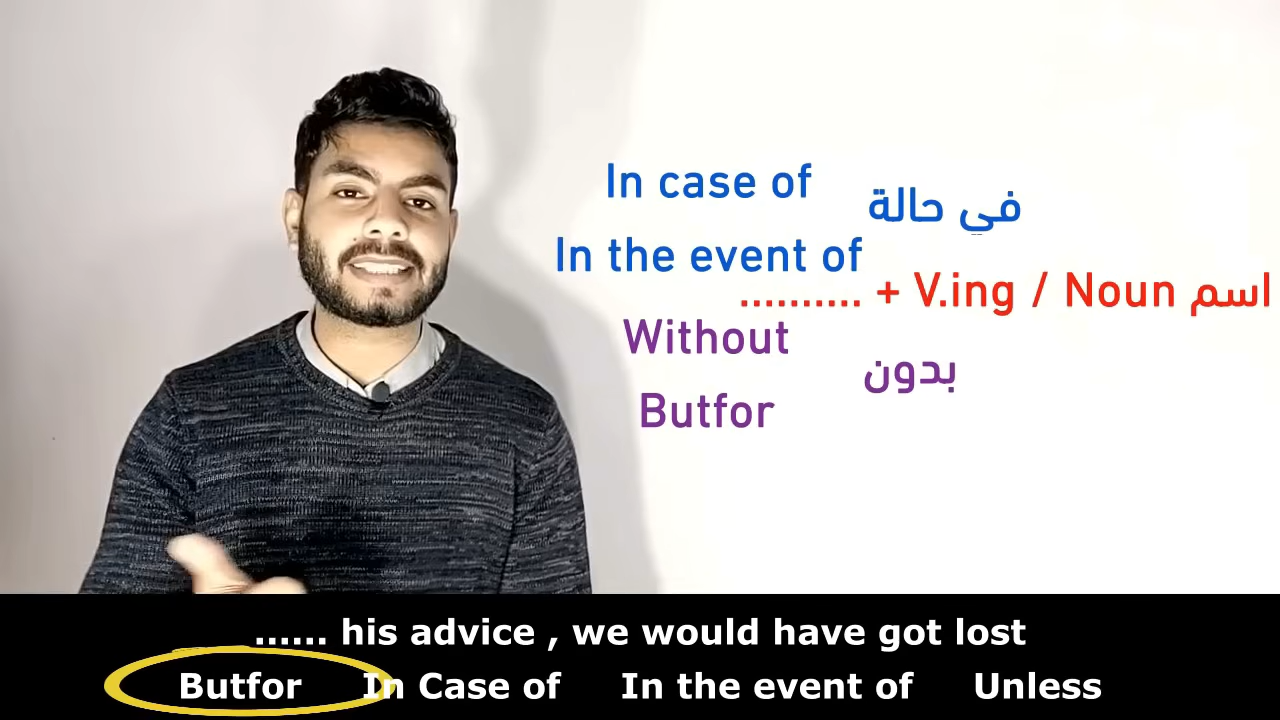 In case of
في حالة
In the event of
.......... + V.ing / Noun اسم
Without
بدون
Butfor
...... his advice , we would have got lost
Butfor In Case of In the event of Unless